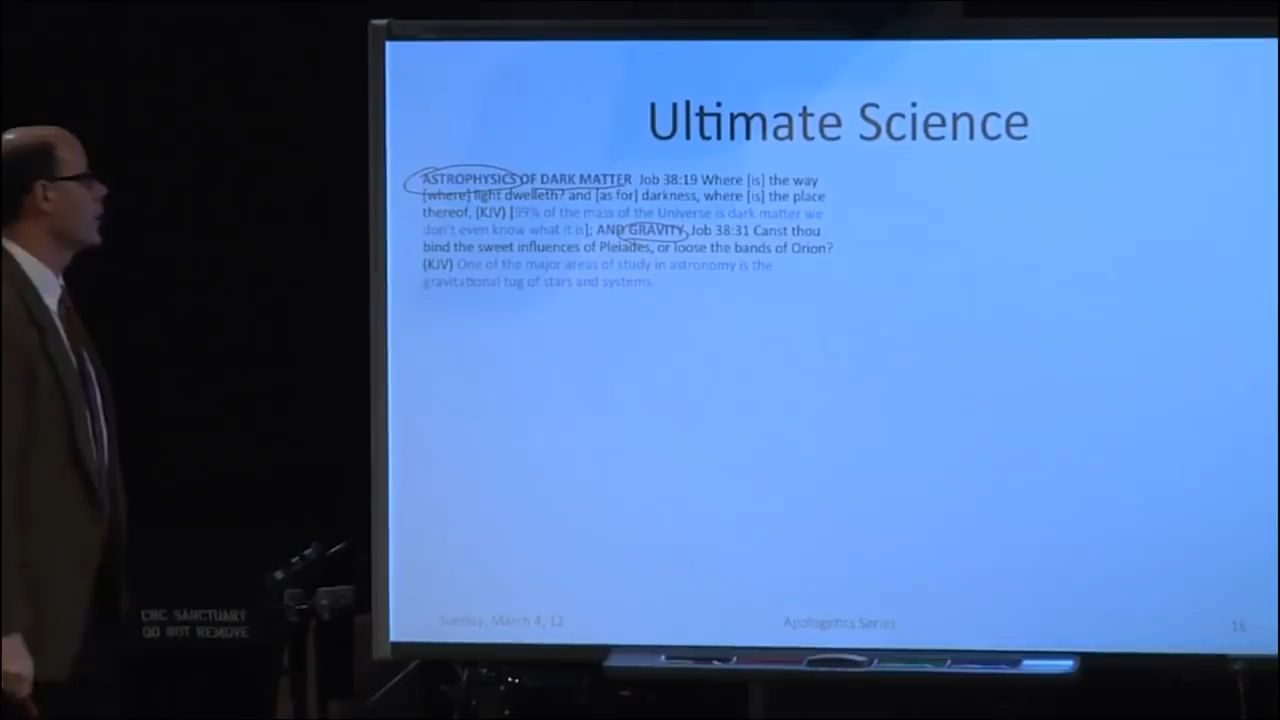 Ultimate Science
ASTROPHYSICS OF DARK MATTER Job 38:19 Where [is] the way
[where] light dwelleth? and [as for] darkness, where [is] the place
thereof, (KJV) [99% of the mass of the Universe is dark matter we
don't even know what it is]; AND GRAVITY Job 38:31 Canst thou
bind the sweet influences of Pleiades, or loose the bands of Orion?
(KJV) One of the major areas of study in astronomy is the
gravitational tug of stars and systems.
Sunday, March 4, 12
Apologetics Series
16
CBC SANCTUARY
DO NOT REMOVE